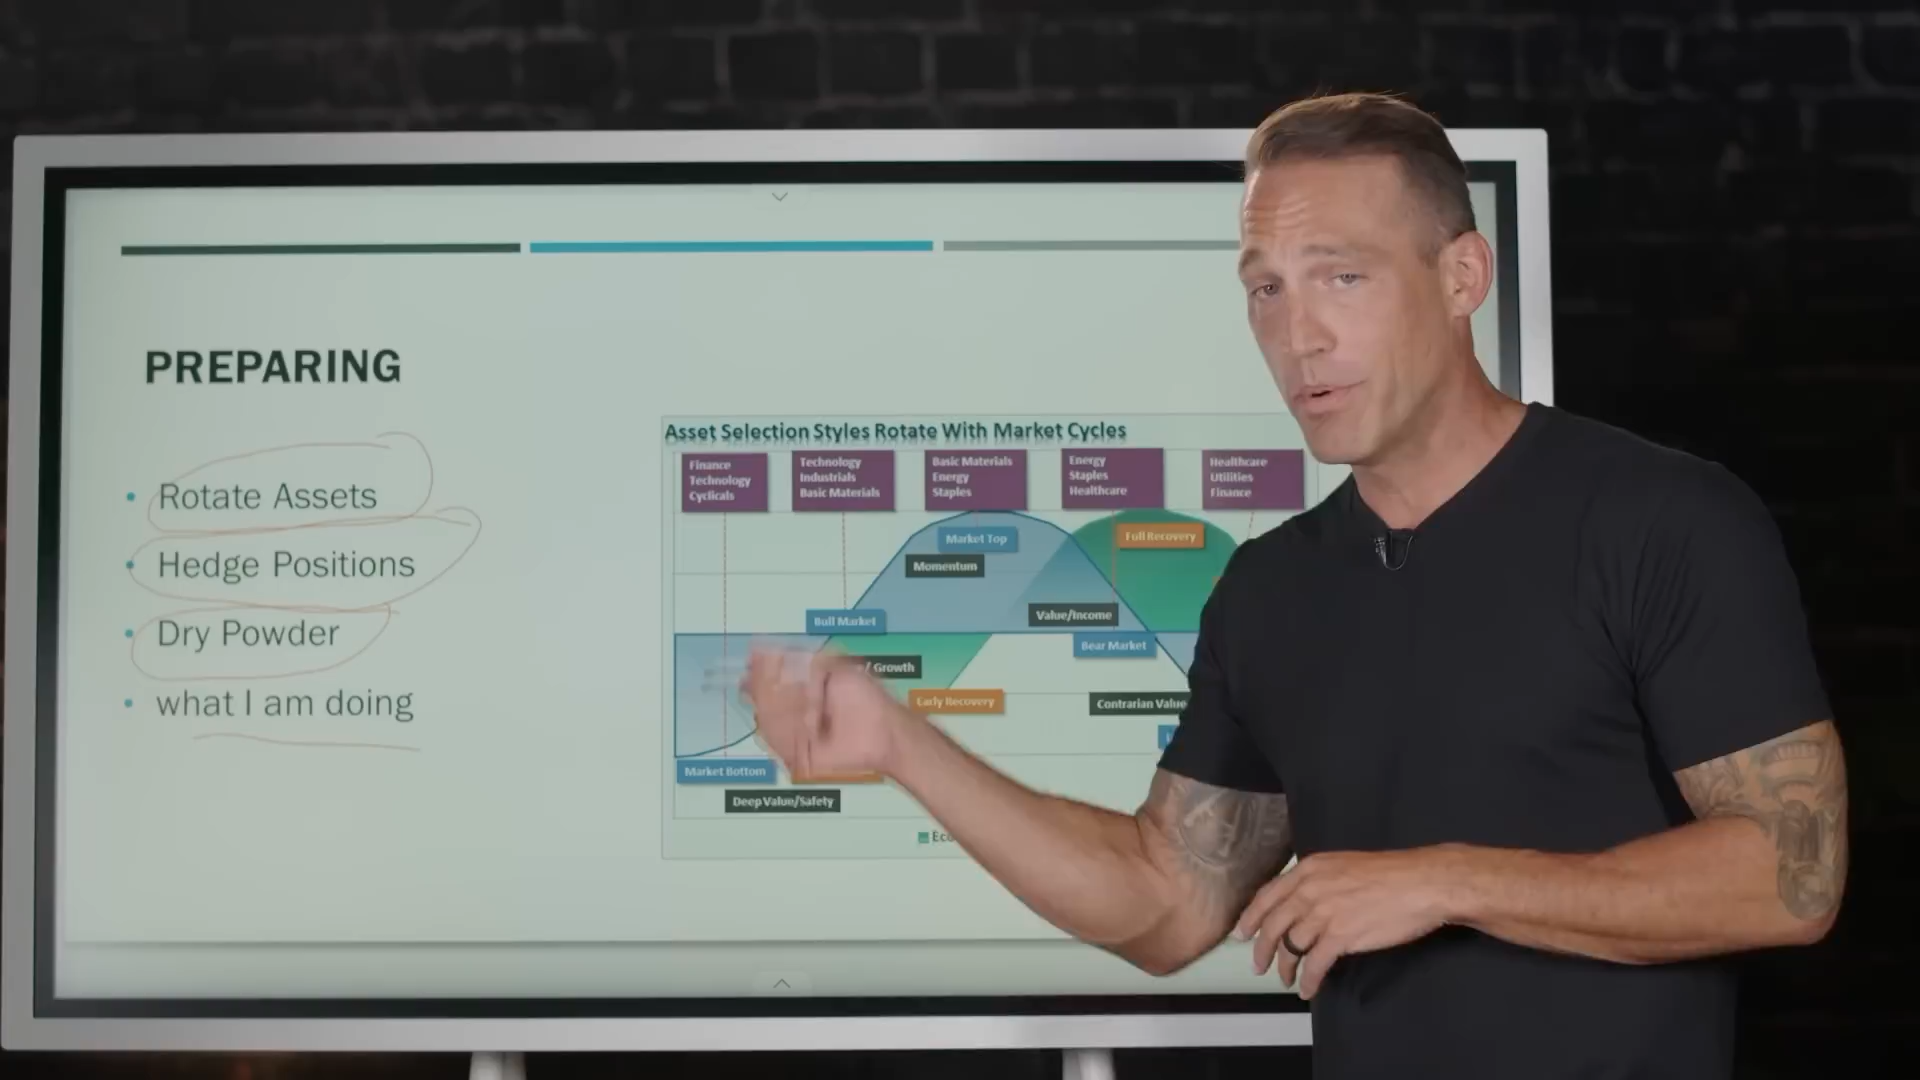 PREPARING
• Rotate Assets
• Hedge Positions
• Dry Powder
• what I am doing
Asset Selection Styles Rotate With Market Cycles
Finance
Technology
Cyclicals
Technology
Industrials
Basic Materials
Basic Materials
Energy
Staples
Energy
Staples
Healthcare
Healthcare
Utilities
Finance
Market Top
Full Recovery
Momentum
Value/Income
Bull Market
Bear Market
/ Growth
Early Recovery
Contrarian Value
Market Bottom
Deep Value/Safety